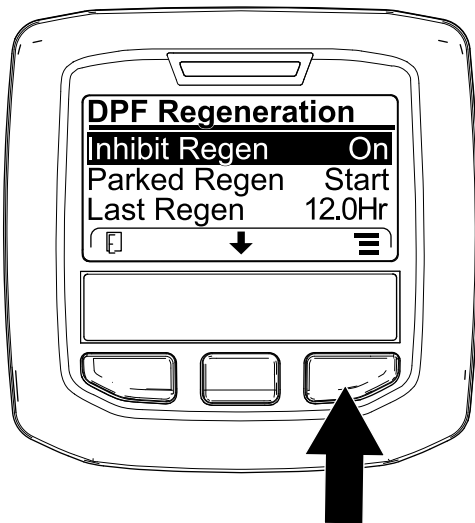 DPF Regeneration
Inhibit Regen On
Parked Regen Start
Last Regen 12.0Hr